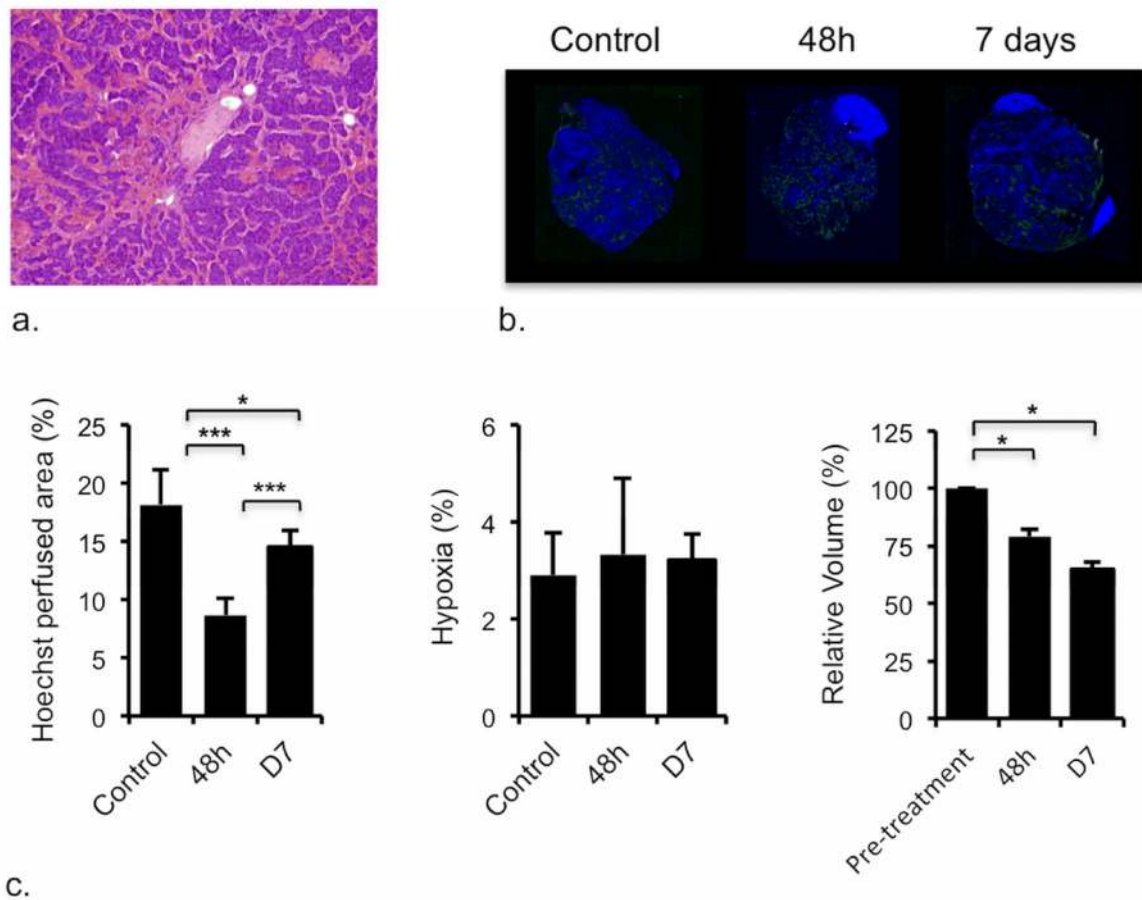 Control 48h 7 days
a.
b.
Hoechst perfused area (%)
25
20
15
10
5
0
*
***
***
Control
48h
D7
Hypoxia (%)
6
4
2
0
Control
48h
D7
Relative Volume (%)
125
100
75
50
25
0
*
*
Pre-treatment
48h
D7
c.